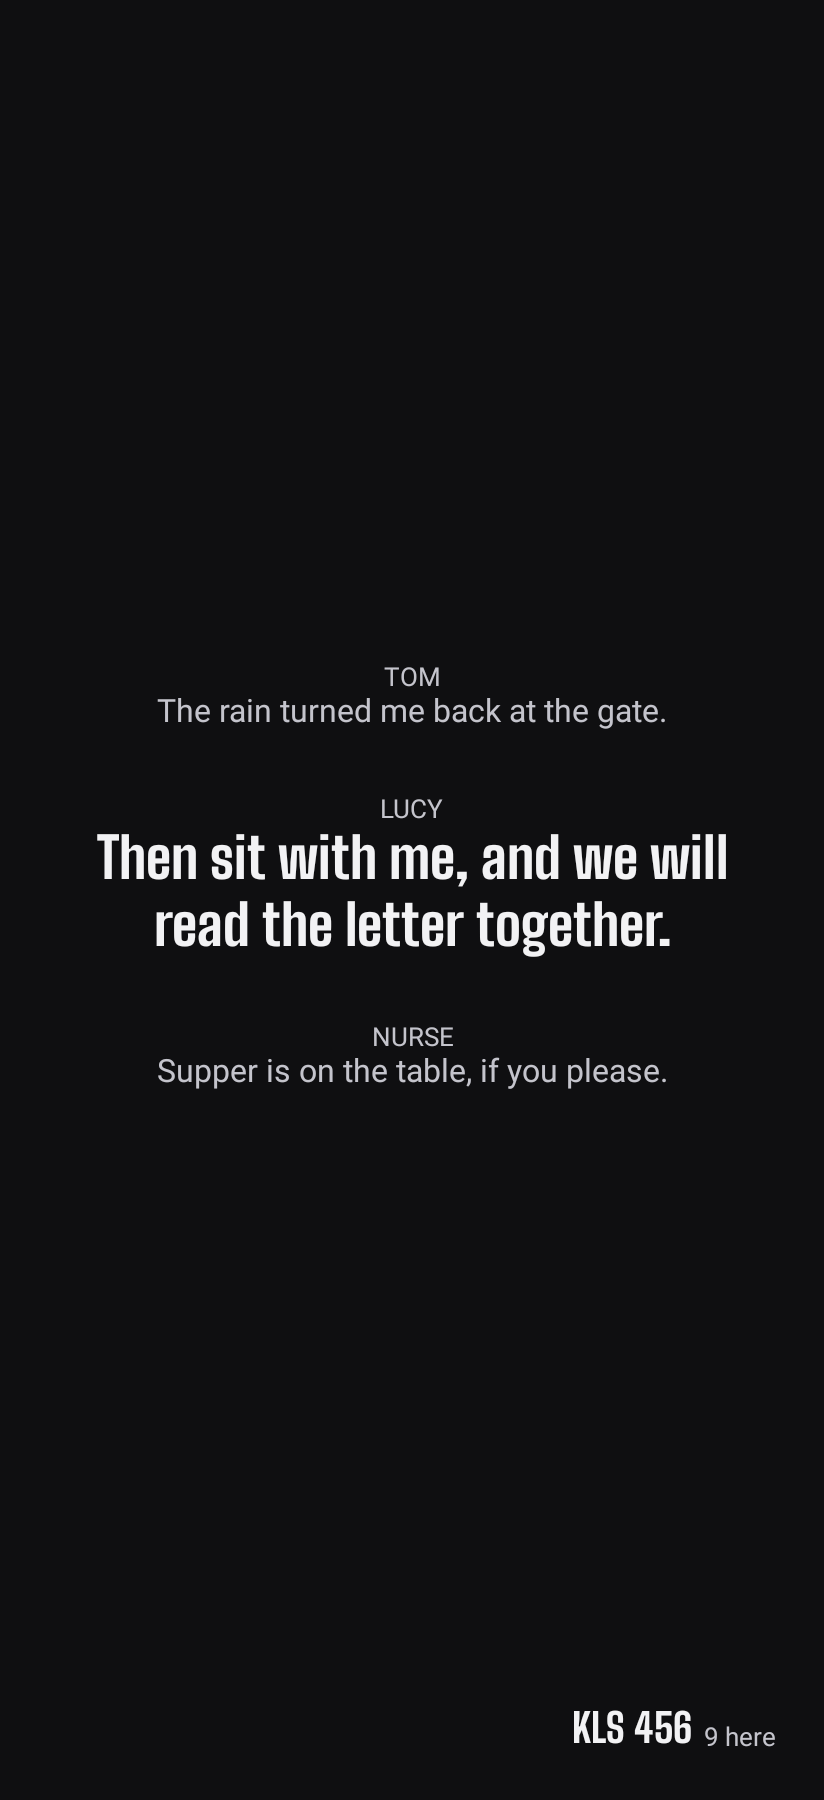 TOM
The rain turned me back at the gate.
LUCY
Then sit with me, and we will
read the letter together.
NURSE
Supper is on the table, if you please.
KLS 456 9 here